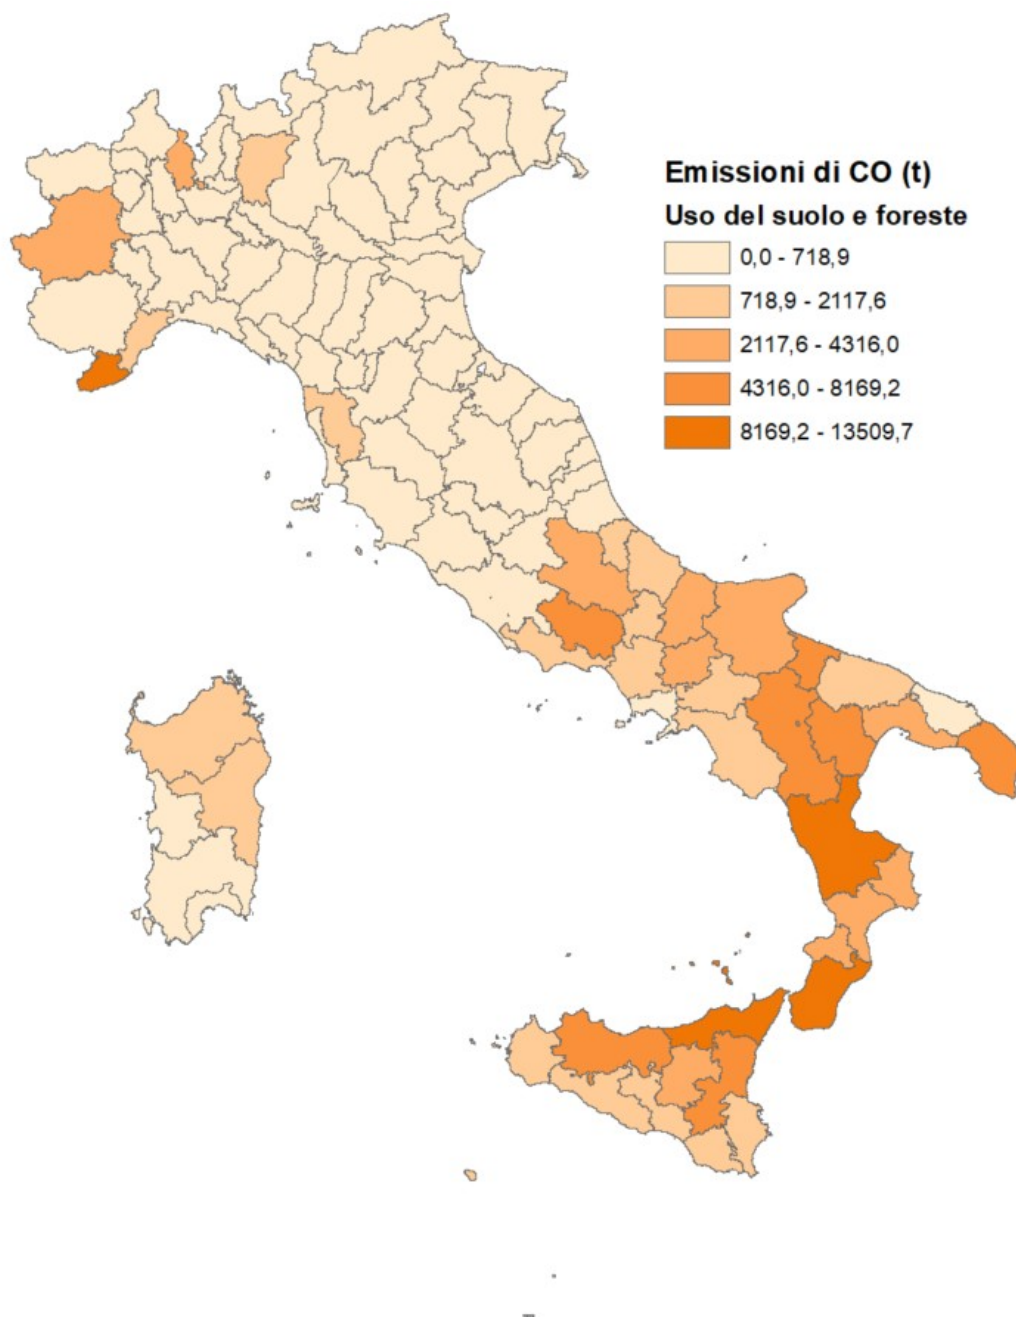 Emissioni di CO (t)
Uso del suolo e foreste
0,0 - 718,9
718,9 - 2117,6
2117,6 - 4316,0
4316,0 - 8169,2
8169,2 - 13509,7